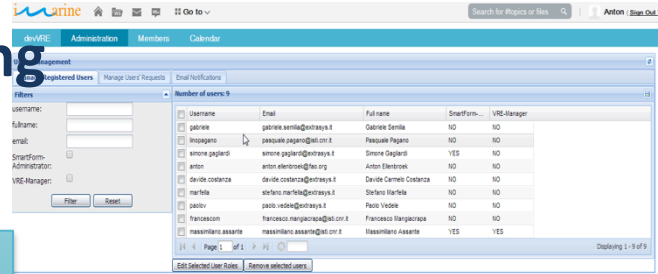 imarine Go to Search for #topics or files Anton ( Sign Out
devVRE Administration Members Calendar
ng
Registered Users Manage Users' Requests Email Notifications
Filters Number of users: 9
username:
fullname:
email:
SmartForm-Administrator:
VRE-Manager:
Filter Reset
Username Email Full name SmartForm-... VRE-Manager
gabriele gabriele.semilia@extrasys.it Gabriele Semilia NO NO
linopagano pasquale.pagano@isti.cnr.it Pasquale Pagano NO NO
simone.gagliardi simone.gagliardi@extrasys.it Simone Gagliardi YES NO
anton anton.ellenbroek@fao.org Anton Ellenbroek NO NO
davide.costanza davide.costanza@extrasys.it Davide Carmelo Costanza NO NO
marfella stefano.marfella@extrasys.it Stefano Marfella NO NO
paolov paolo.vedele@extrasys.it Paolo Vedele NO NO
francescom francesco.mangiacrapa@isti.cnr.it Francesco Mangiacrapa NO NO
massimiliano.assante massimiliano.assante@isti.cnr.it Massimiliano Assante YES YES
Page 1 of 1 Displaying 1 - 9 of 9
Edit Selected User Roles Remove selected users